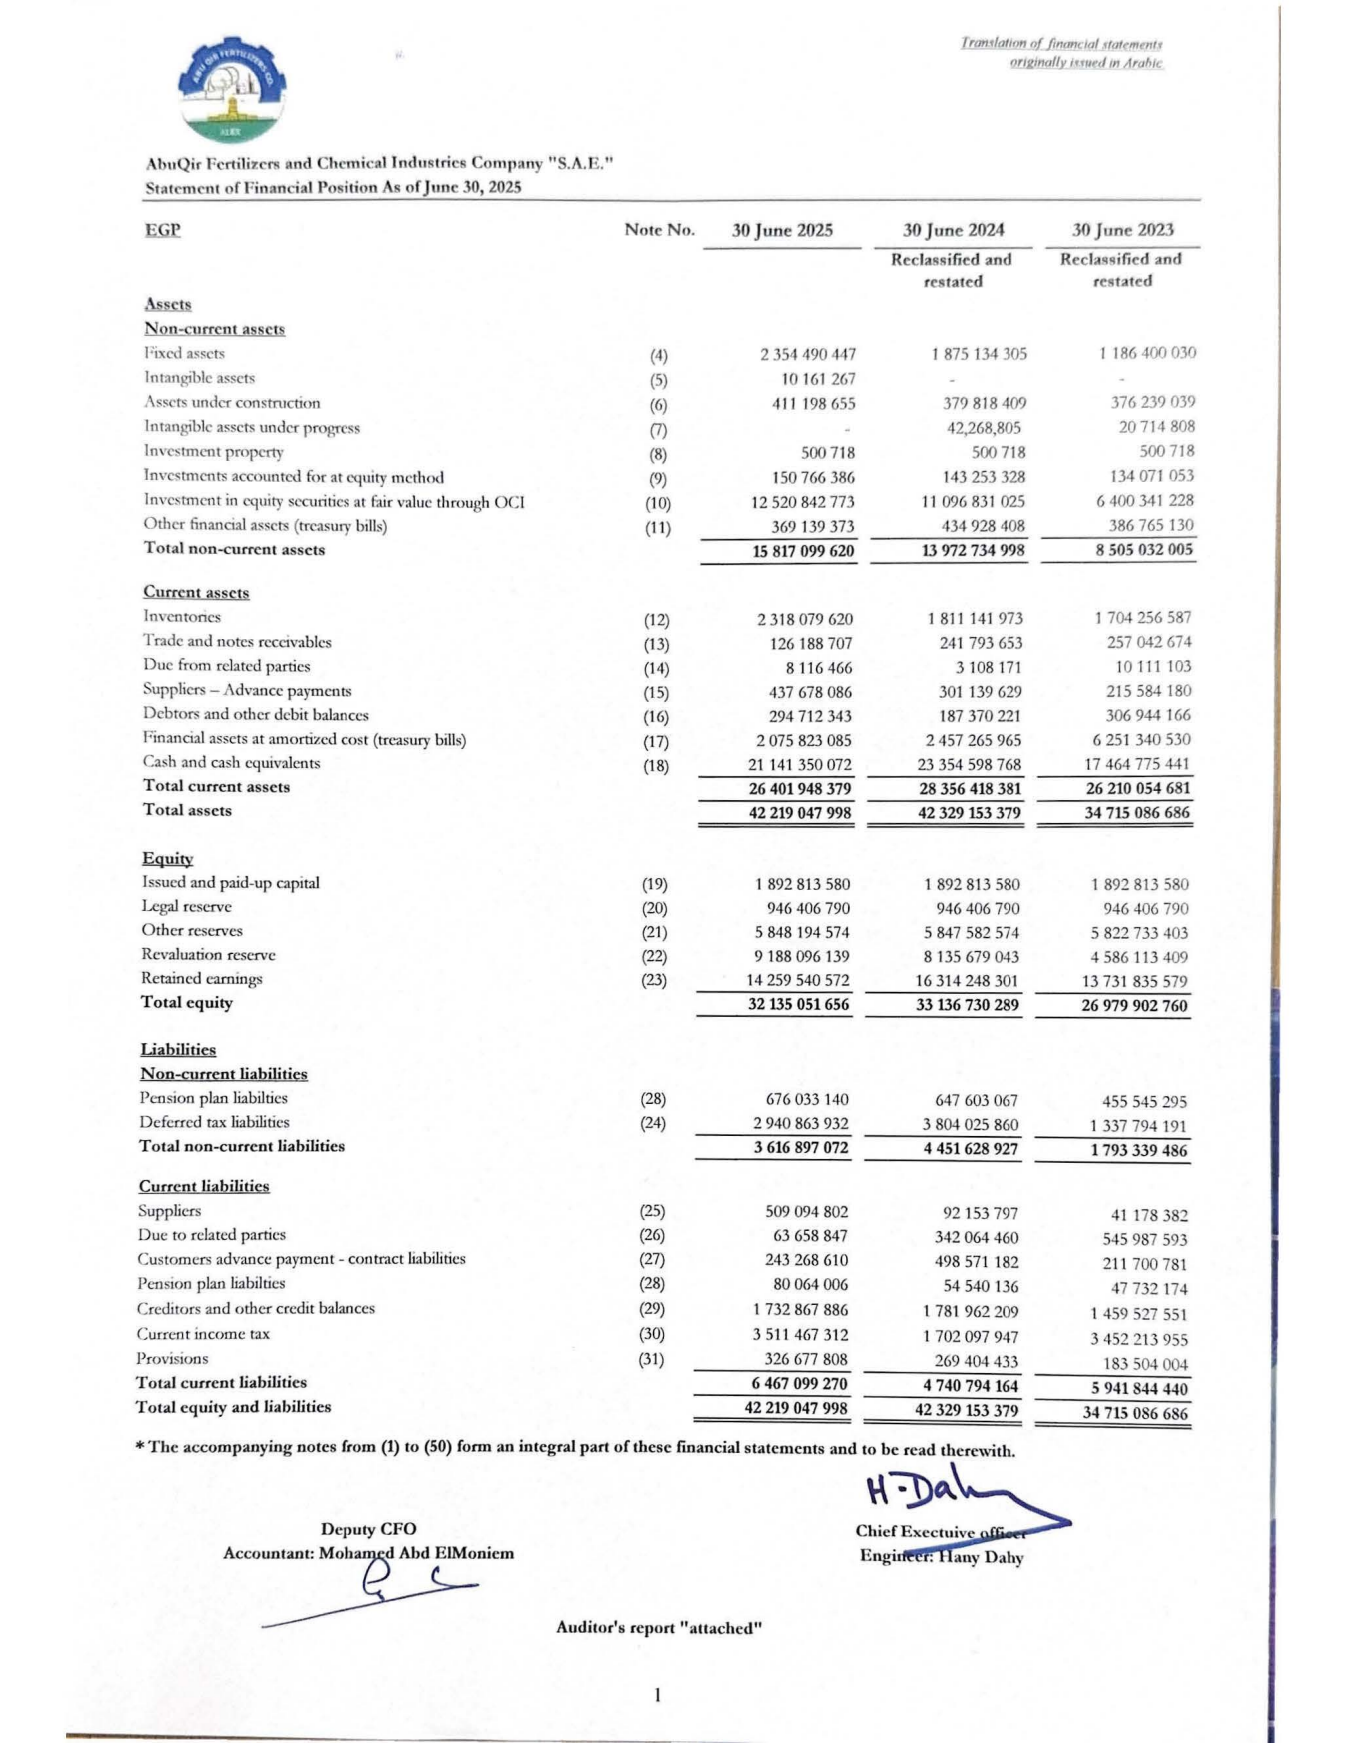 ABU QIR FERTILIZERS CO.
ALEX
Translation of financial statements
originally issued in Arabic
AbuQir Fertilizers and Chemical Industries Company "S.A.E."
Statement of Financial Position As of June 30, 2025
EGP Note No. 30 June 2025 30 June 2024 30 June 2023
Reclassified and restated Reclassified and restated
Assets
Non-current assets
Fixed assets (4) 2 354 490 447 1 875 134 305 1 186 400 030
Intangible assets (5) 10 161 267 - -
Assets under construction (6) 411 198 655 379 818 409 376 239 039
Intangible assets under progress (7) - 42,268,805 20 714 808
Investment property (8) 500 718 500 718 500 718
Investments accounted for at equity method (9) 150 766 386 143 253 328 134 071 053
Investment in equity securities at fair value through OCI (10) 12 520 842 773 11 096 831 025 6 400 341 228
Other financial assets (treasury bills) (11) 369 139 373 434 928 408 386 765 130
Total non-current assets 15 817 099 620 13 972 734 998 8 505 032 005
Current assets
Inventories (12) 2 318 079 620 1 811 141 973 1 704 256 587
Trade and notes receivables (13) 126 188 707 241 793 653 257 042 674
Due from related parties (14) 8 116 466 3 108 171 10 111 103
Suppliers – Advance payments (15) 437 678 086 301 139 629 215 584 180
Debtors and other debit balances (16) 294 712 343 187 370 221 306 944 166
Financial assets at amortized cost (treasury bills) (17) 2 075 823 085 2 457 265 965 6 251 340 530
Cash and cash equivalents (18) 21 141 350 072 23 354 598 768 17 464 775 441
Total current assets 26 401 948 379 28 356 418 381 26 210 054 681
Total assets 42 219 047 998 42 329 153 379 34 715 086 686
Equity
Issued and paid-up capital (19) 1 892 813 580 1 892 813 580 1 892 813 580
Legal reserve (20) 946 406 790 946 406 790 946 406 790
Other reserves (21) 5 848 194 574 5 847 582 574 5 822 733 403
Revaluation reserve (22) 9 188 096 139 8 135 679 043 4 586 113 409
Retained earnings (23) 14 259 540 572 16 314 248 301 13 731 835 579
Total equity 32 135 051 656 33 136 730 289 26 979 902 760
Liabilities
Non-current liabilities
Pension plan liabilties (28) 676 033 140 647 603 067 455 545 295
Deferred tax liabilities (24) 2 940 863 932 3 804 025 860 1 337 794 191
Total non-current liabilities 3 616 897 072 4 451 628 927 1 793 339 486
Current liabilities
Suppliers (25) 509 094 802 92 153 797 41 178 382
Due to related parties (26) 63 658 847 342 064 460 545 987 593
Customers advance payment - contract liabilities (27) 243 268 610 498 571 182 211 700 781
Pension plan liabilties (28) 80 064 006 54 540 136 47 732 174
Creditors and other credit balances (29) 1 732 867 886 1 781 962 209 1 459 527 551
Current income tax (30) 3 511 467 312 1 702 097 947 3 452 213 955
Provisions (31) 326 677 808 269 404 433 183 504 004
Total current liabilities 6 467 099 270 4 740 794 164 5 941 844 440
Total equity and liabilities 42 219 047 998 42 329 153 379 34 715 086 686
* The accompanying notes from (1) to (50) form an integral part of these financial statements and to be read therewith.
H-Dahy
Deputy CFO Chief Exectuive officer
Accountant: Mohamed Abd ElMoniem Engineer: Hany Dahy
Auditor's report "attached"
1